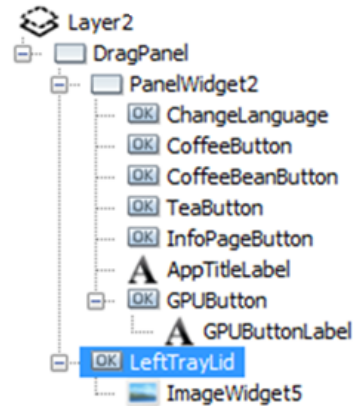 Layer2
DragPanel
PanelWidget2
OK ChangeLanguage
OK CoffeeButton
OK CoffeeBeanButton
OK TeaButton
OK InfoPageButton
A AppTitleLabel
OK GPUButton
A GPUButtonLabel
OK LeftTrayLid
ImageWidget5